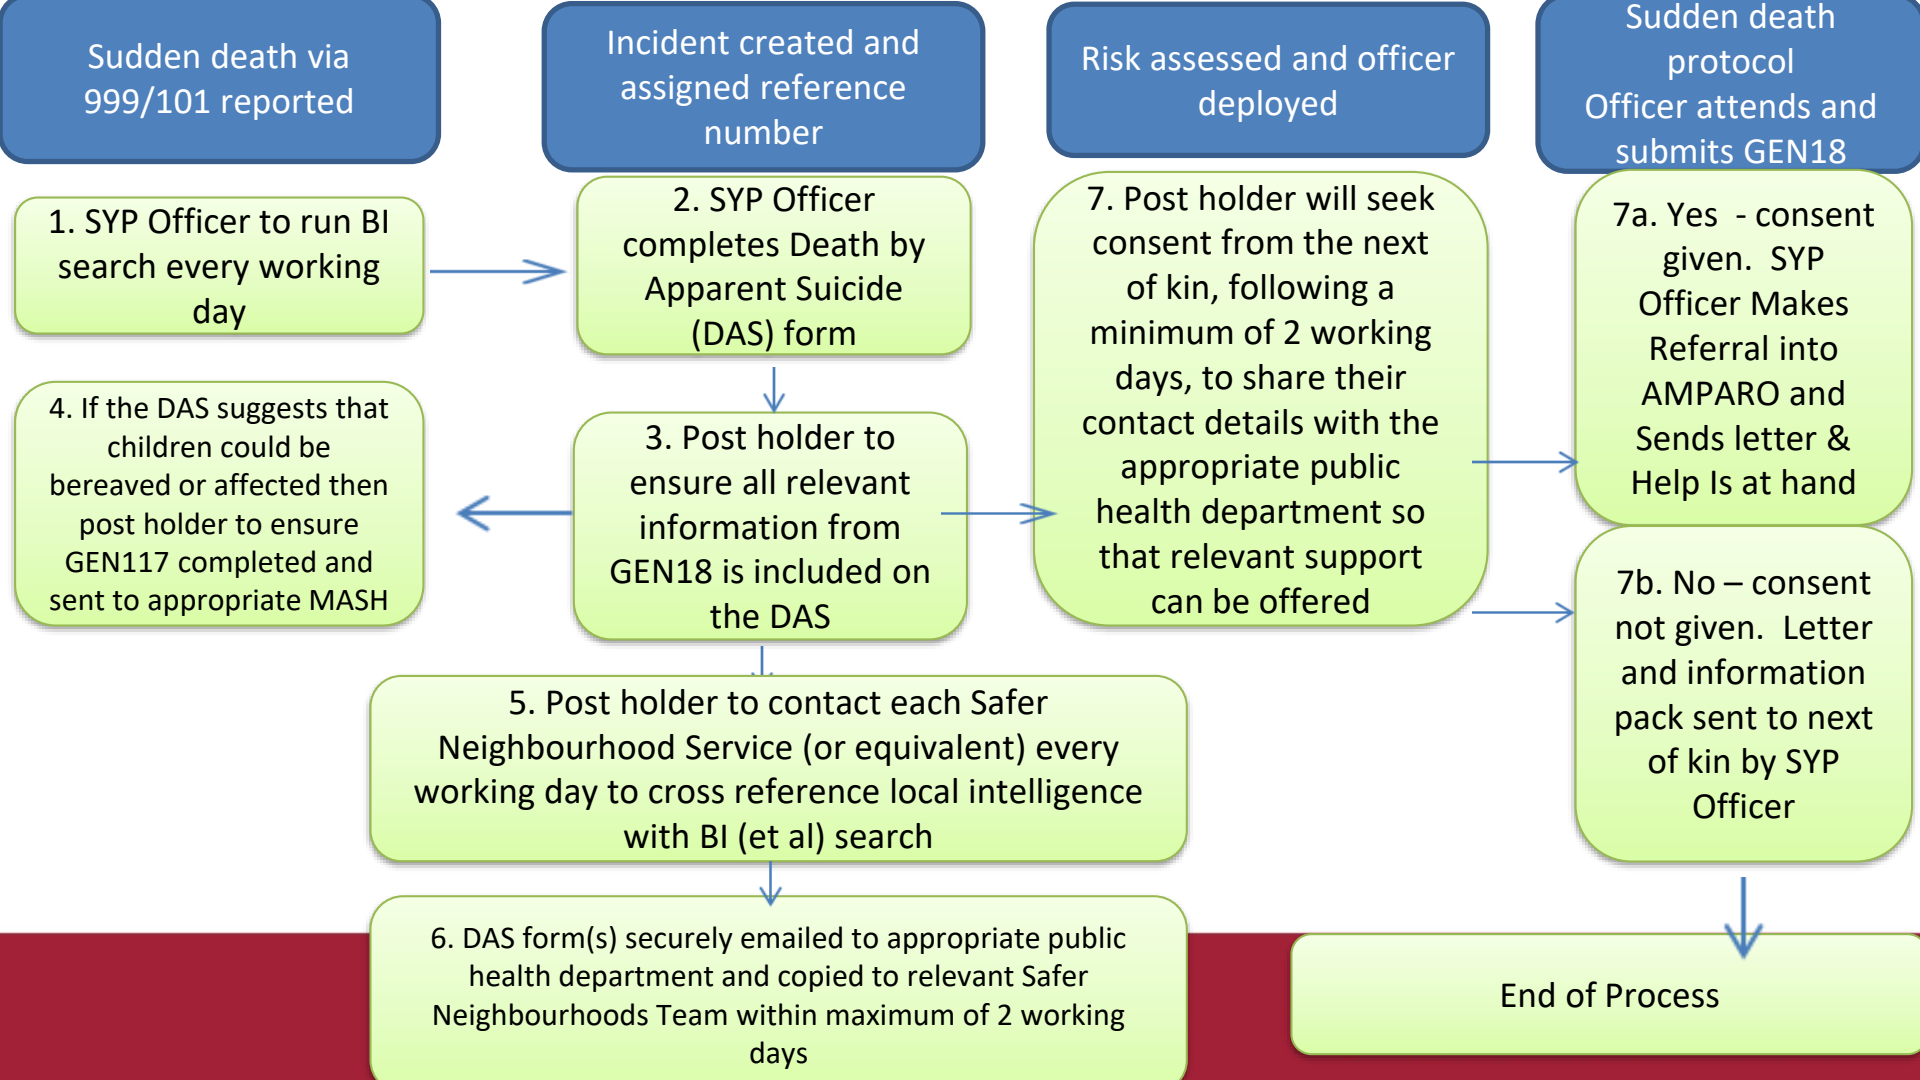 Sudden death via
999/101 reported
Incident created and
assigned reference
number
Risk assessed and officer
deployed
Sudden death
protocol
Officer attends and
submits GEN18
1. SYP Officer to run BI
search every working
day
2. SYP Officer
completes Death by
Apparent Suicide
(DAS) form
3. Post holder to
ensure all relevant
information from
GEN18 is included on
the DAS
4. If the DAS suggests that
children could be
bereaved or affected then
post holder to ensure
GEN117 completed and
sent to appropriate MASH
5. Post holder to contact each Safer
Neighbourhood Service (or equivalent) every
working day to cross reference local intelligence
with BI (et al) search
6. DAS form(s) securely emailed to appropriate public
health department and copied to relevant Safer
Neighbourhoods Team within maximum of 2 working
days
7. Post holder will seek
consent from the next
of kin, following a
minimum of 2 working
days, to share their
contact details with the
appropriate public
health department so
that relevant support
can be offered
7a. Yes  - consent
given.  SYP
Officer Makes
Referral into
AMPARO and
Sends letter &
Help Is at hand
7b. No – consent
not given.  Letter
and information
pack sent to next
of kin by SYP
Officer
End of Process